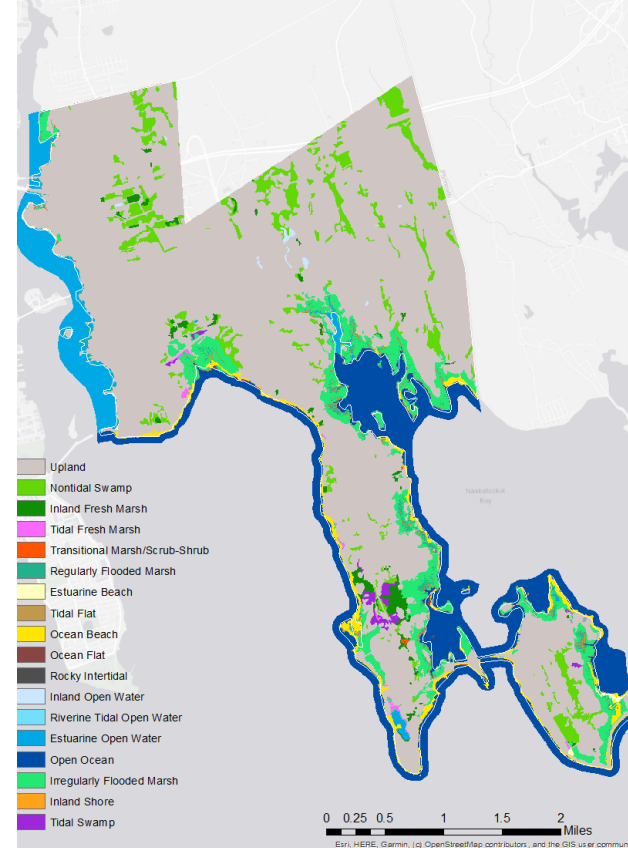 Nasketucket
Bay
Upland
Nontidal Swamp
Inland Fresh Marsh
Tidal Fresh Marsh
Transitional Marsh/Scrub-Shrub
Regularly Flooded Marsh
Estuarine Beach
Tidal Flat
Ocean Beach
Ocean Flat
Rocky Intertidal
Inland Open Water
Riverine Tidal Open Water
Estuarine Open Water
Open Ocean
Irregularly Flooded Marsh
Inland Shore
Tidal Swamp
0 0.25 0.5 1 1.5 2
Miles
Esri, HERE, Garmin, (c) OpenStreetMap contributors, and the GIS user commun